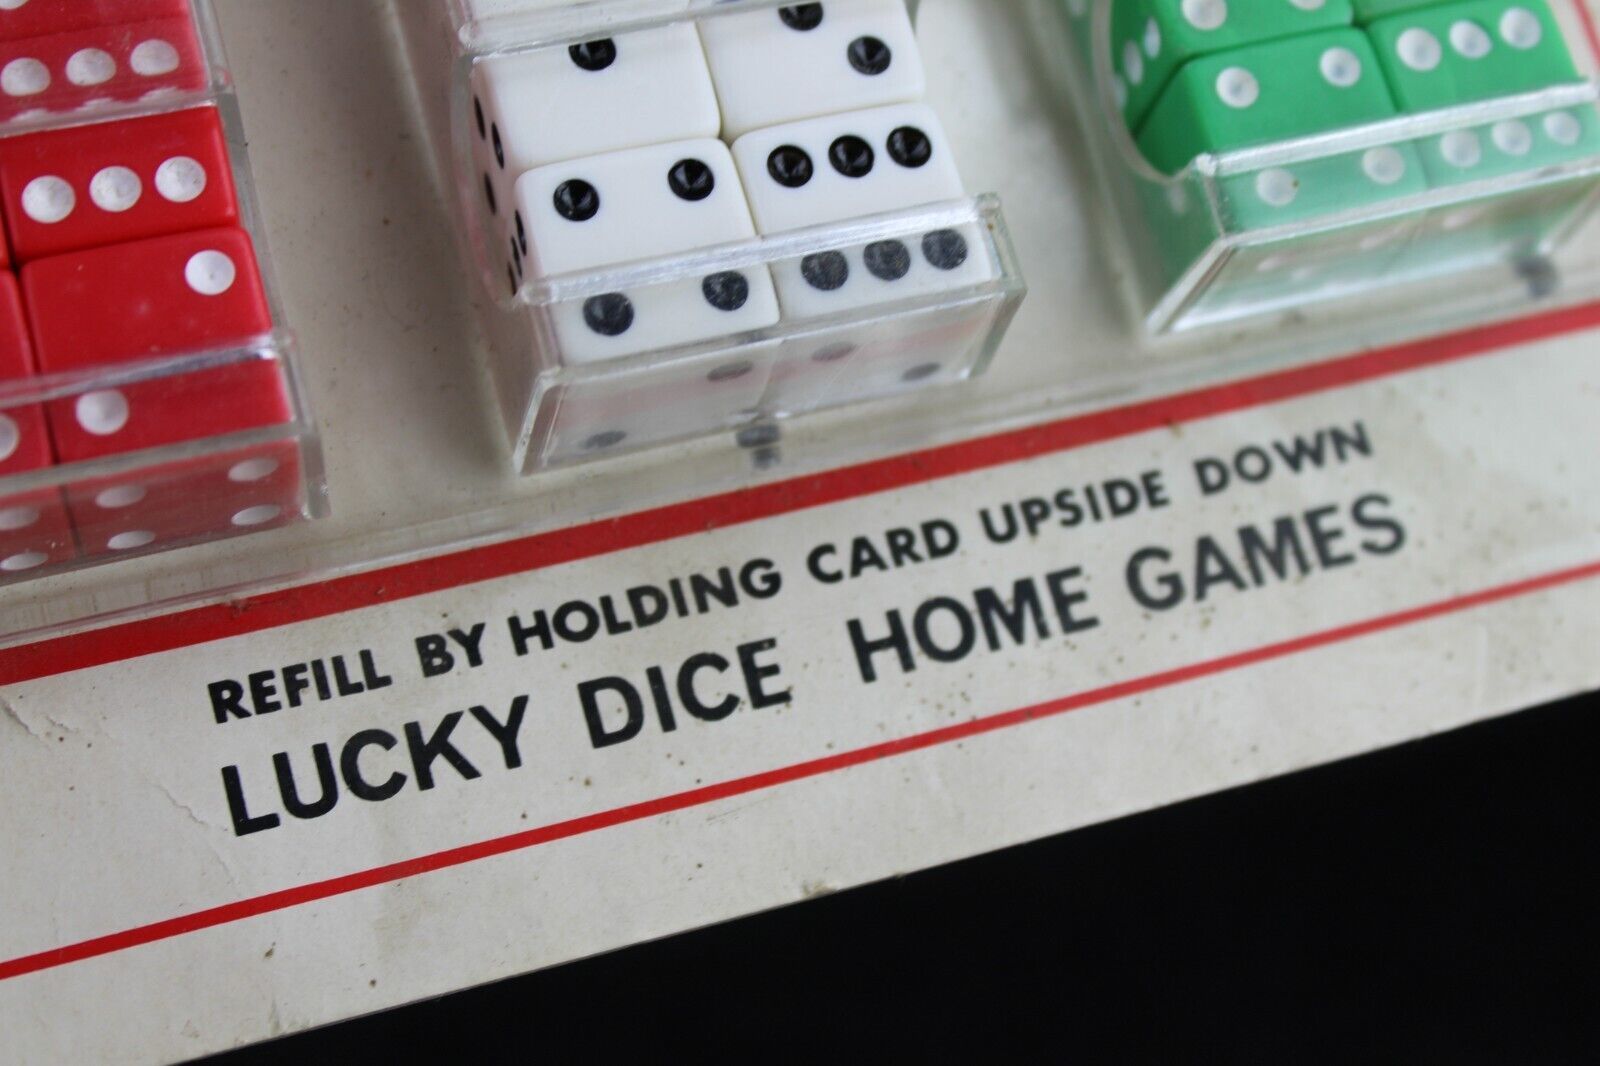 REFILL BY HOLDING CARD UPSIDE DOWN
LUCKY DICE HOME GAMES